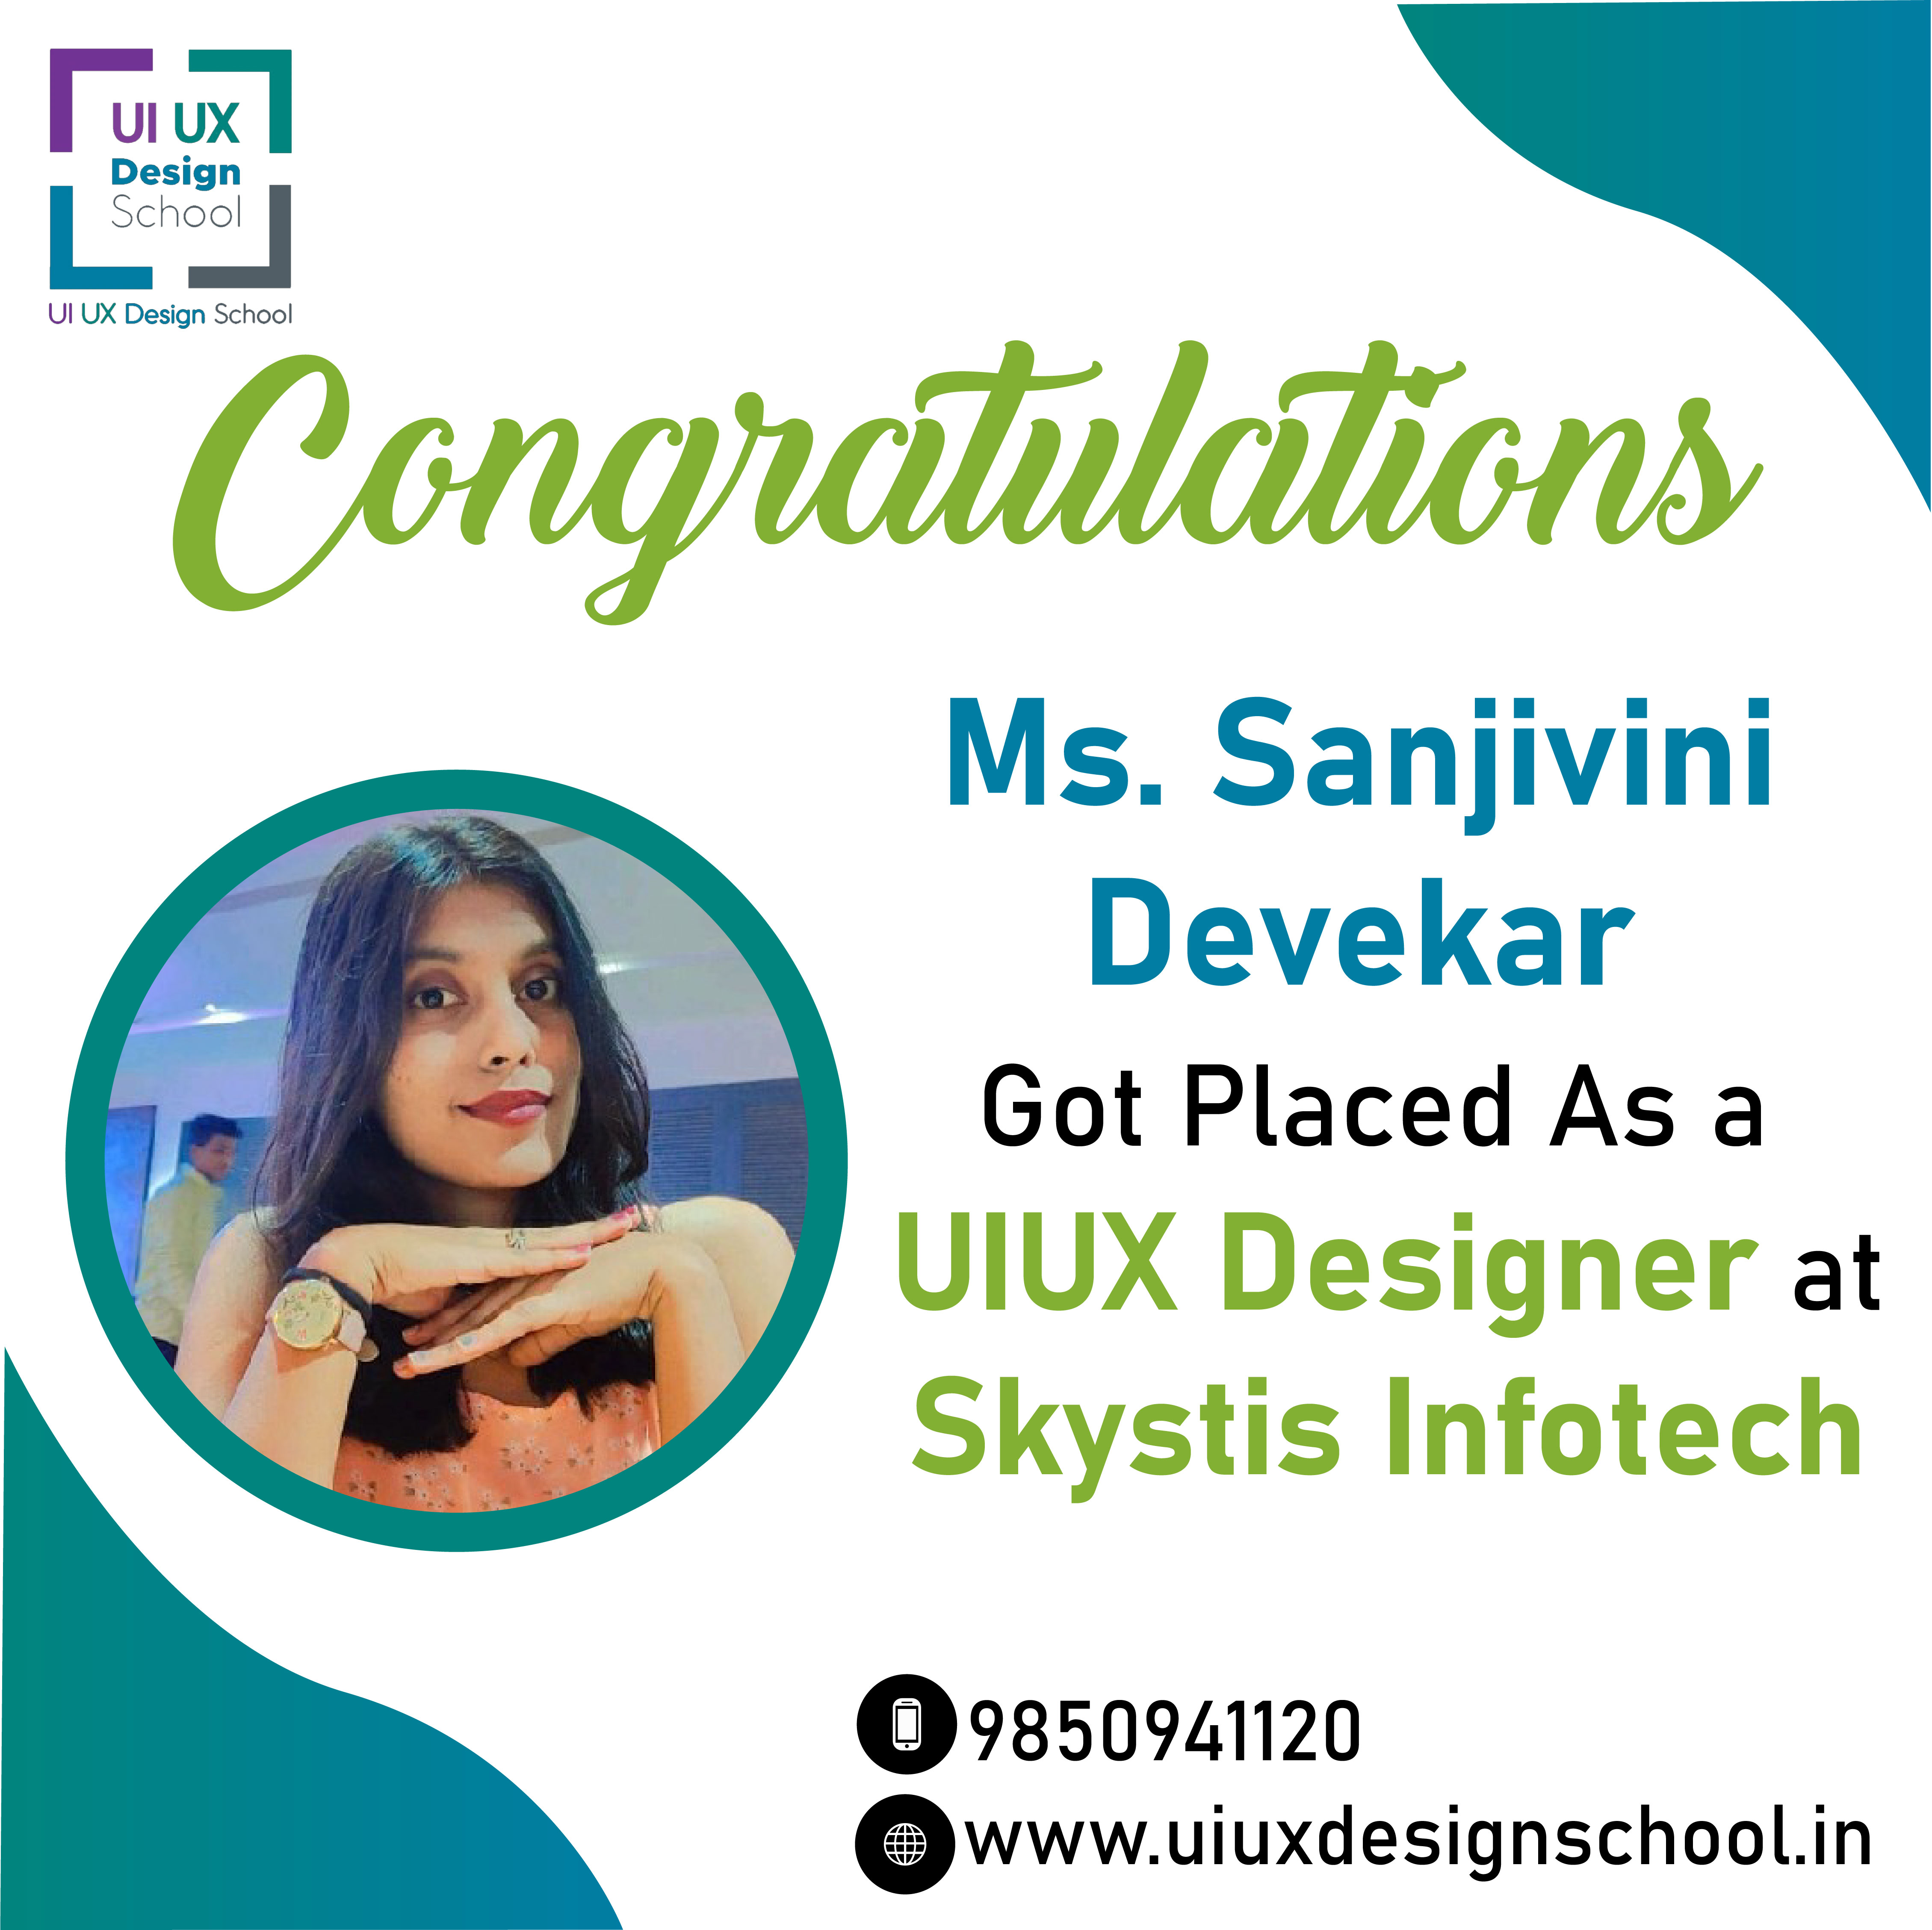 UI UX
Design
School
UI UX Design School
Congratulations
Ms. Sanjivini
Devekar
Got Placed As a
UIUX Designer at
Skystis Infotech
9850941120
www.uiuxdesignschool.in